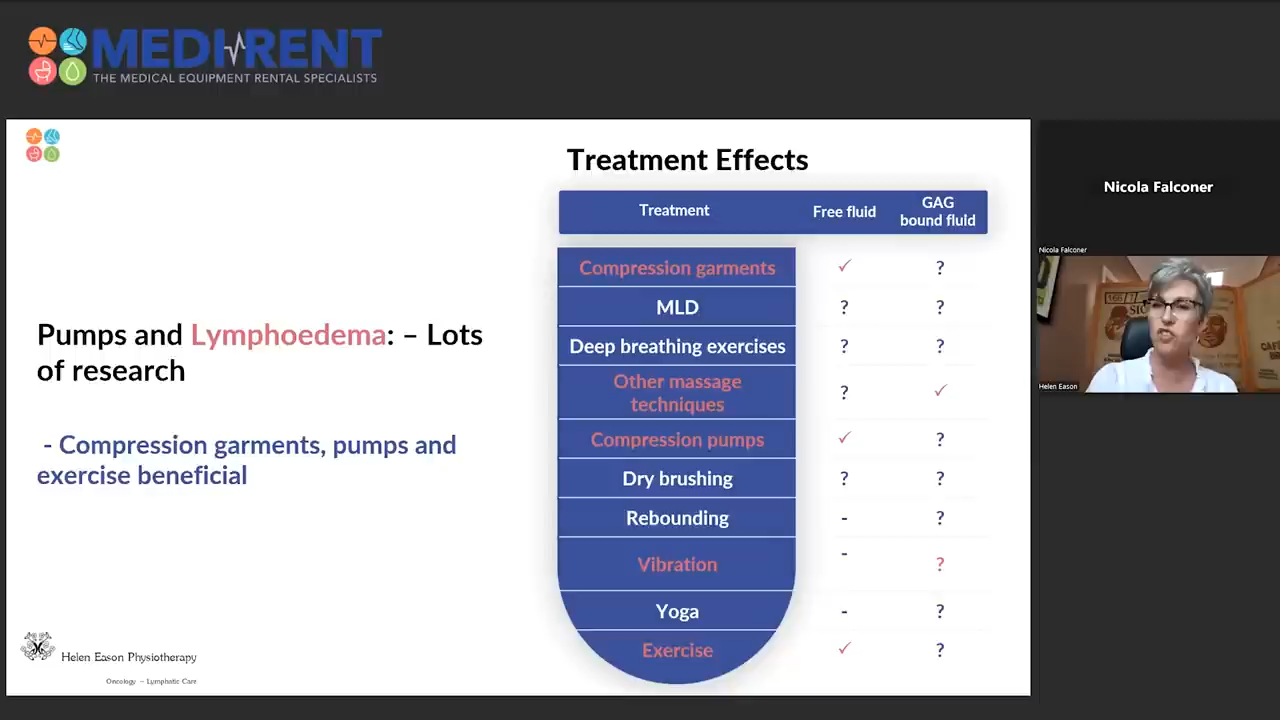 MEDI RENT
THE MEDICAL EQUIPMENT RENTAL SPECIALISTS
Pumps and Lymphoedema: – Lots
of research
- Compression garments, pumps and
exercise beneficial
Helen Eason Physiotherapy
Oncology – Lymphatic Care
Treatment Effects
Treatment Free fluid GAG
bound fluid
Compression garments ✓ ?
MLD ? ?
Deep breathing exercises ? ?
Other massage
techniques ? ✓
Compression pumps ✓ ?
Dry brushing ? ?
Rebounding - ?
Vibration - ?
Yoga - ?
Exercise ✓ ?
Nicola Falconer
Nicola Falconer
Helen Eason